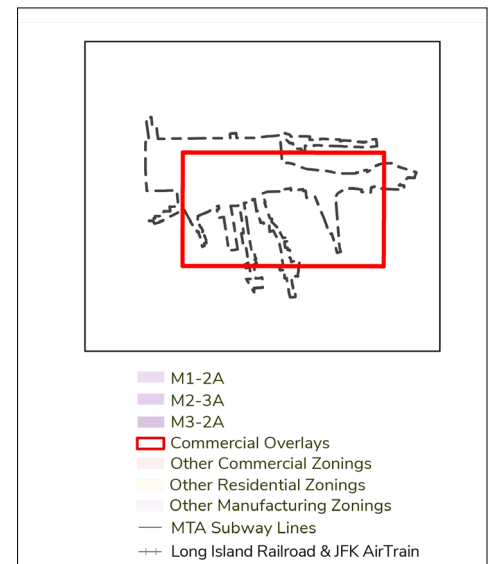 M1-2A
M2-3A
M3-2A
Commercial Overlays
Other Commercial Zonings
Other Residential Zonings
Other Manufacturing Zonings
MTA Subway Lines
Long Island Railroad & JFK AirTrain